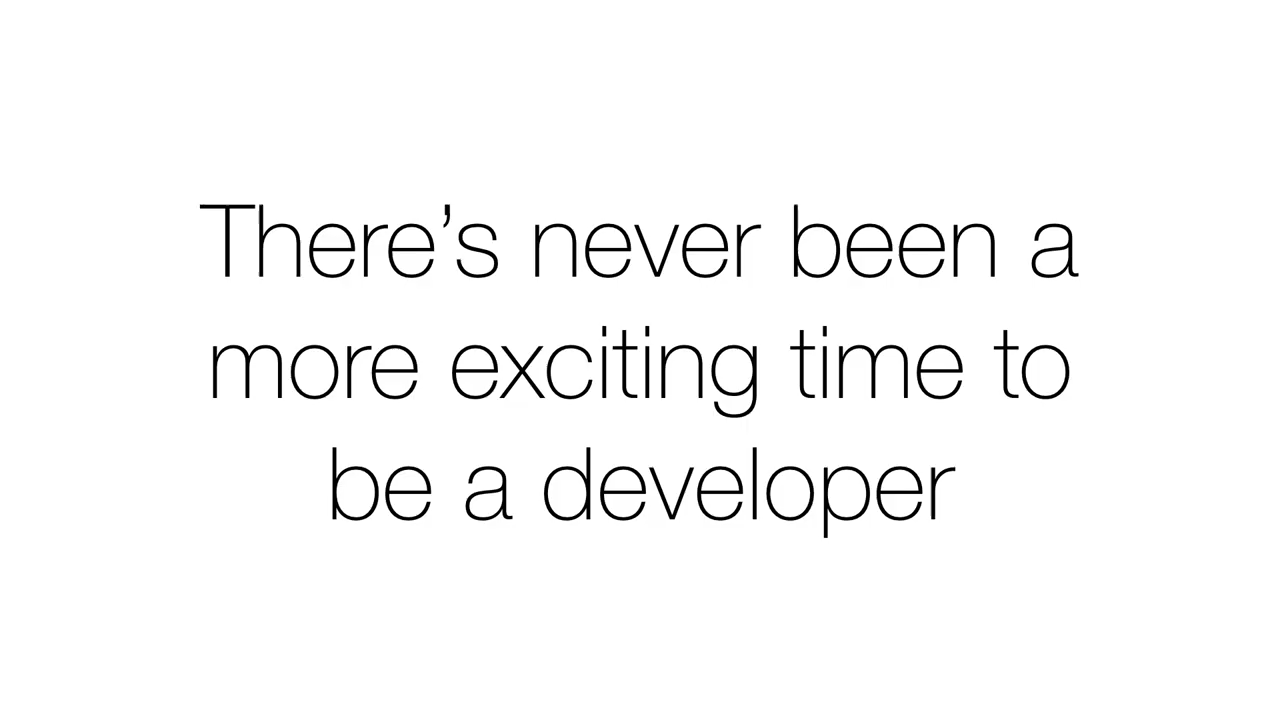 There’s never been a
more exciting time to
be a developer